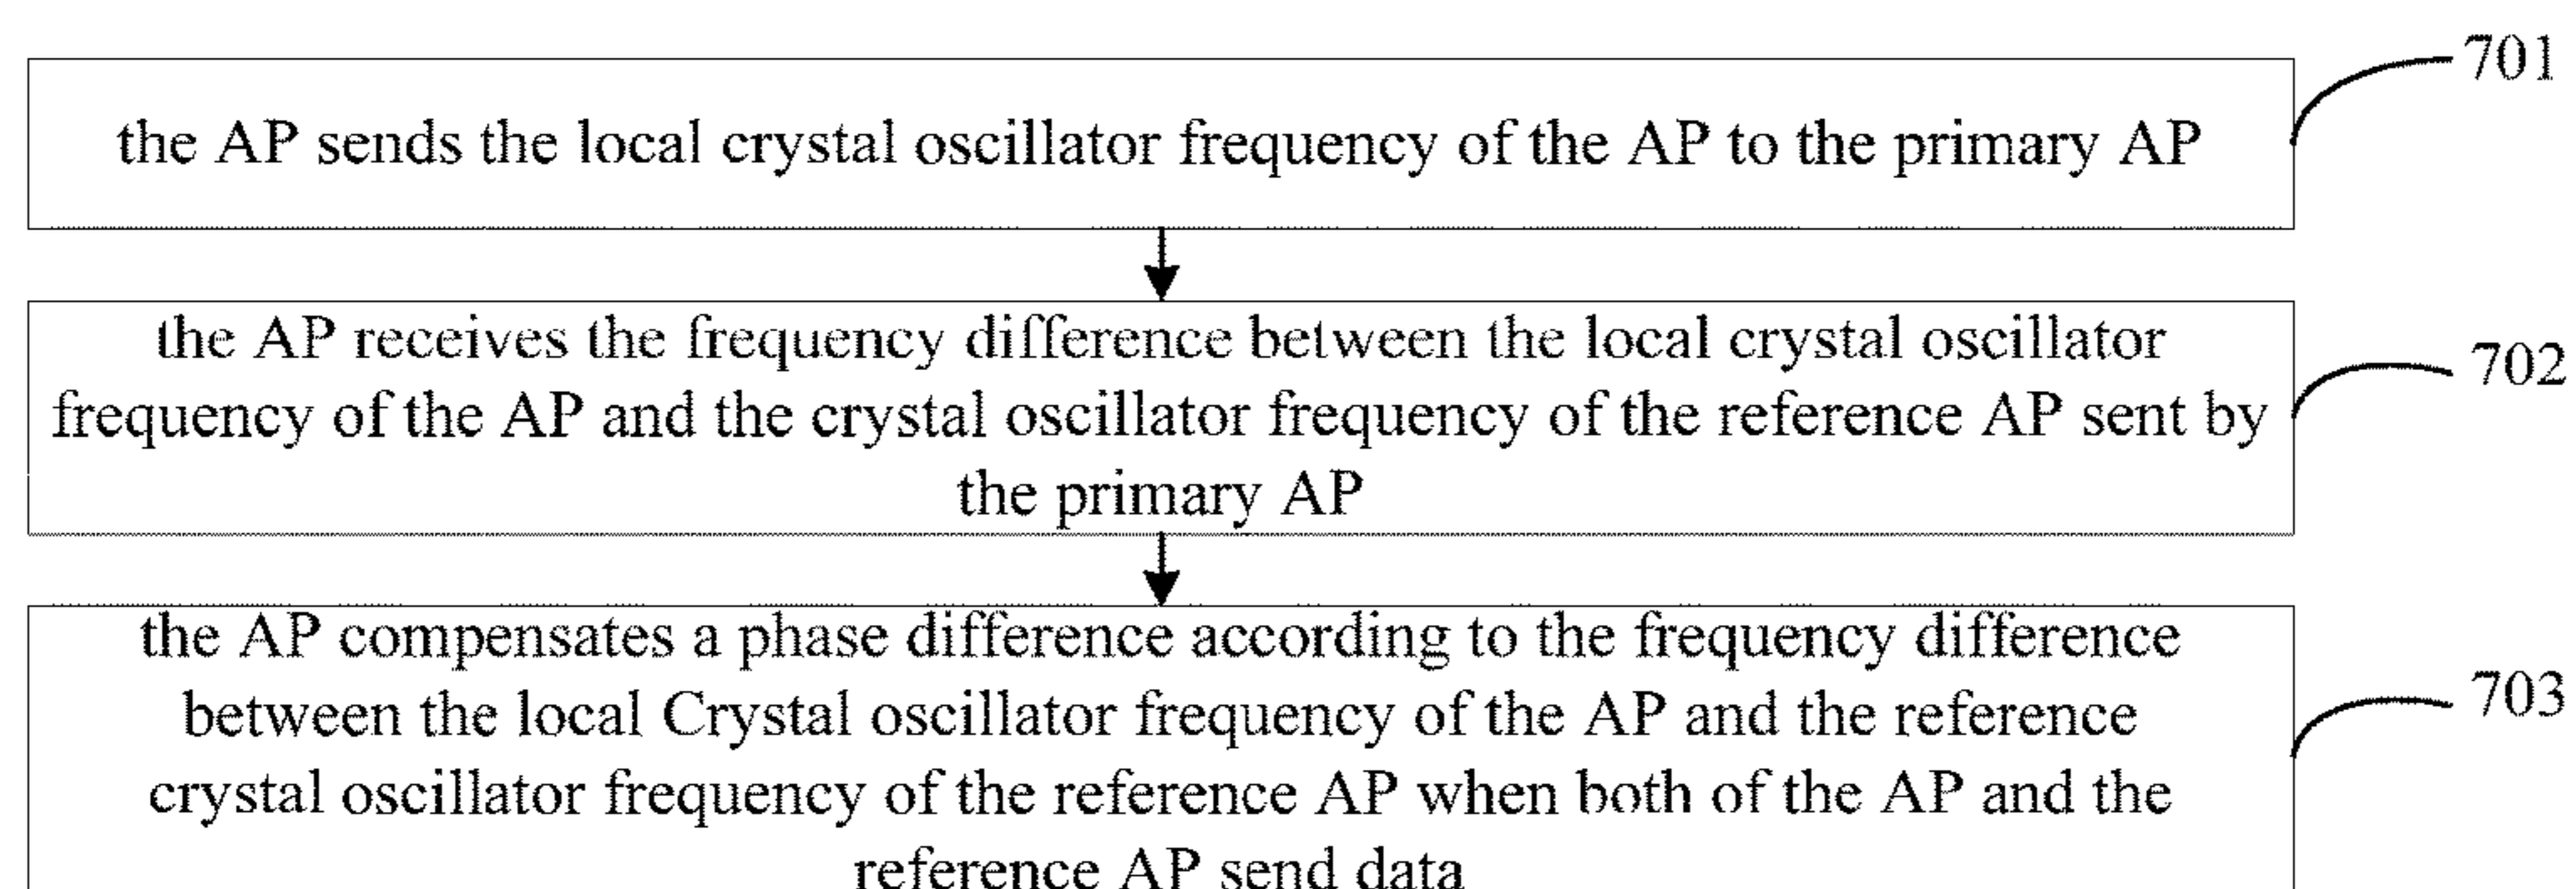 701
the AP sends the local crystal oscillator frequency of the AP to the primary AP
the AP receives the frequency difference between the local crystal oscillator
702
frequency of the AP and the crystal oscillator frequency of the reference AP sent by
the primary AP
the AP compensates a phase difference according to the frequency difference
703
between the local Crystal oscillator frequency of the AP and the reference
crystal oscillator frequency of the reference AP when both of the AP and the
reference AP send data